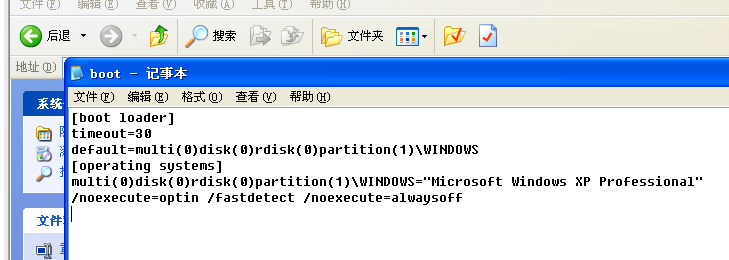 文件(F) 编辑(E) 查看(V) 收藏(A) 工具(T) 帮助(H)
后退 搜索 文件夹
地址(D)
boot - 记事本
文件(F) 编辑(E) 格式(O) 查看(V) 帮助(H)
系统
[boot loader]
timeout=30
default=multi(0)disk(0)rdisk(0)partition(1)\WINDOWS
[operating systems]
multi(0)disk(0)rdisk(0)partition(1)\WINDOWS="Microsoft Windows XP Professional"
/noexecute=optin /fastdetect /noexecute=alwaysoff
文件